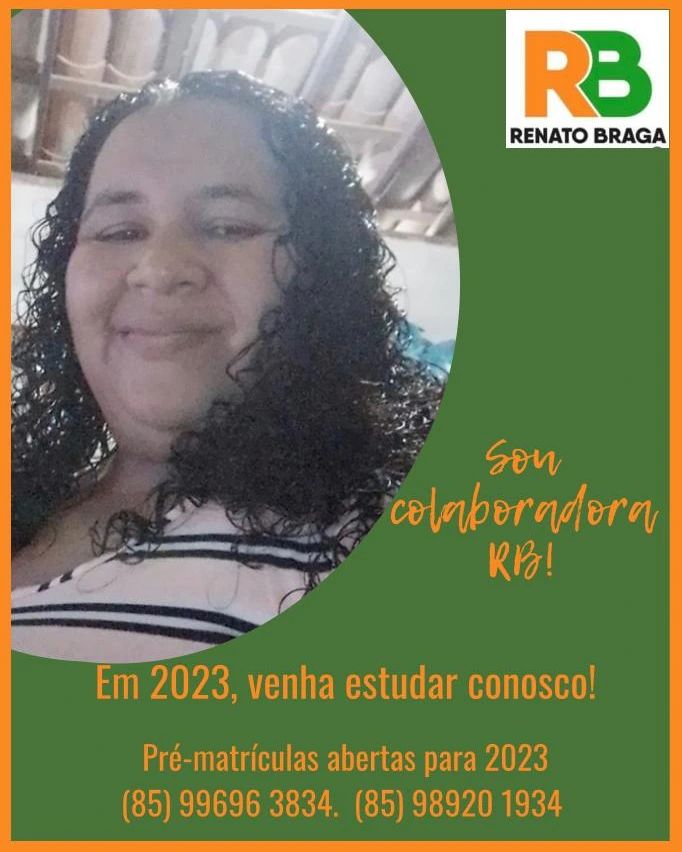 RB
RENATO BRAGA
Sou
colaboradora
RB!
Em 2023, venha estudar conosco!
Pré-matrículas abertas para 2023
(85) 99696 3834. (85) 98920 1934